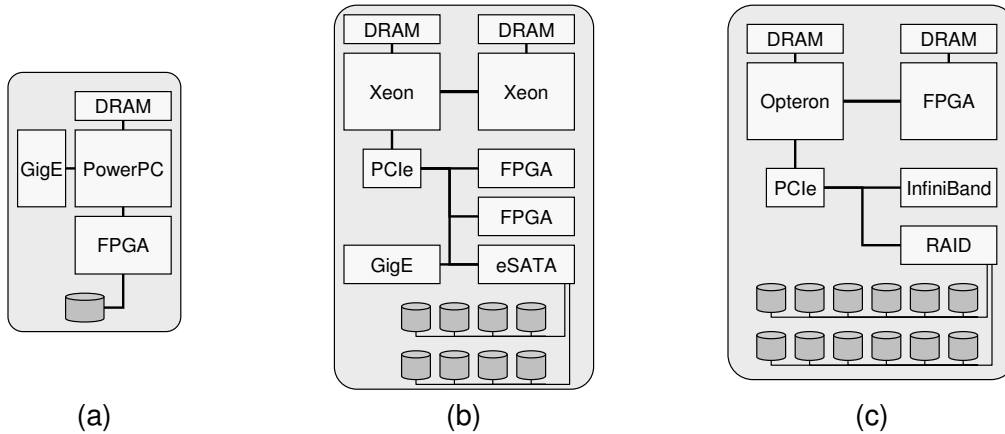 DRAM
GigE
PowerPC
FPGA
(a)
DRAM
DRAM
Xeon
Xeon
PCIe
FPGA
FPGA
GigE
eSATA
(b)
DRAM
DRAM
Opteron
FPGA
PCIe
InfiniBand
RAID
(c)